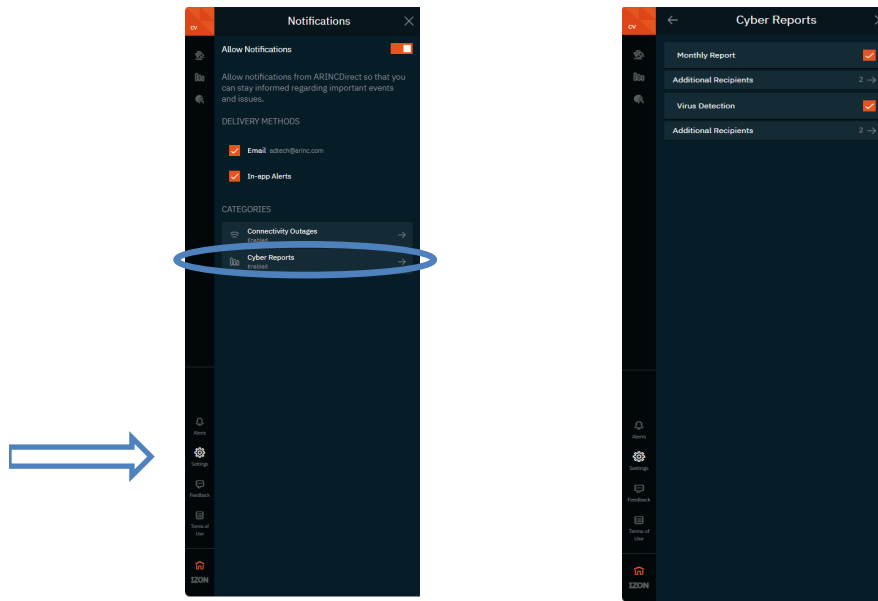 Notifications
CV
Allow Notifications
Allow notifications from ARINCDirect so that you
can stay informed regarding important events
and issues.
DELIVERY METHODS
Email adtech@arinc.com
In-app Alerts
CATEGORIES
Connectivity Outages
Enabled
Cyber Reports
Enabled
Alerts
Settings
Feedback
Terms of
Use
IZON
Cyber Reports
CV
Monthly Report
Additional Recipients 2
Virus Detection
Additional Recipients 2
Alerts
Settings
Feedback
Terms of
Use
IZON